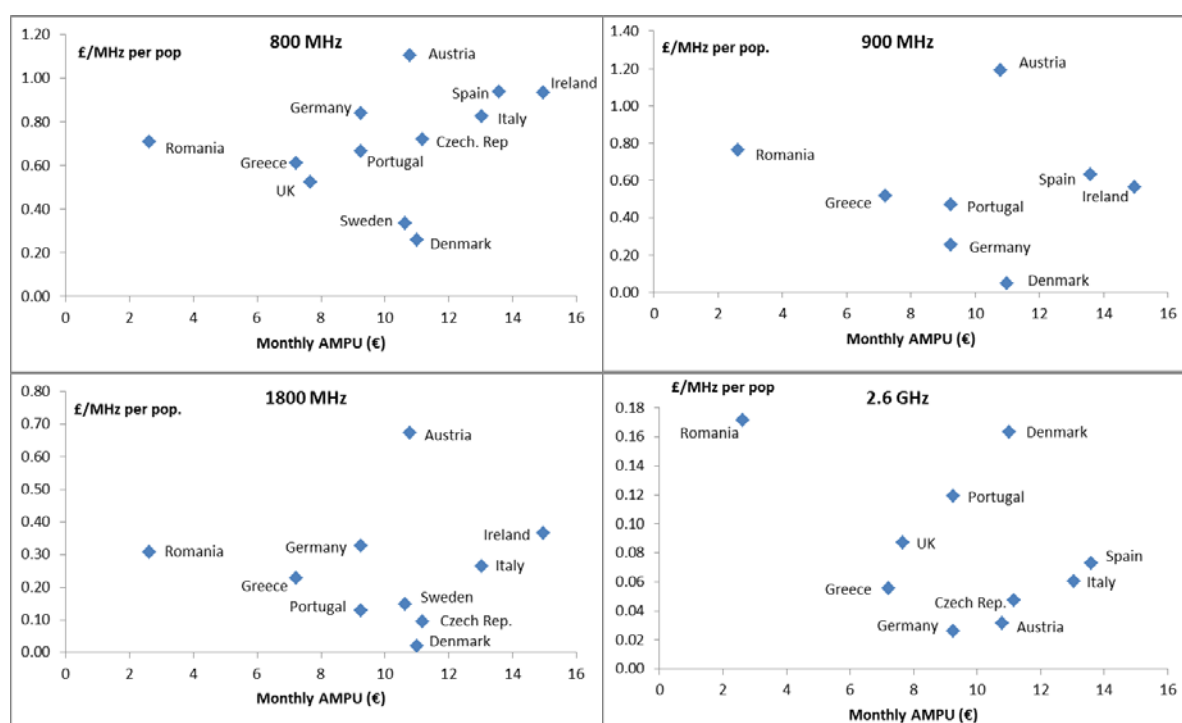 800 MHz
£/MHz per pop
1.20
1.00
0.80
0.60
0.40
0.20
0.00
Austria
Ireland
Spain
Germany
Italy
Czech. Rep
Romania
Greece
Portugal
UK
Sweden
Denmark
0 2 4 6 8 10 12 14 16
Monthly AMPU (€)
900 MHz
£/MHz per pop.
1.40
1.20
1.00
0.80
0.60
0.40
0.20
0.00
Austria
Romania
Spain
Ireland
Greece
Portugal
Germany
Denmark
0 2 4 6 8 10 12 14 16
Monthly AMPU (€)
1800 MHz
£/MHz per pop.
0.80
0.70
0.60
0.50
0.40
0.30
0.20
0.10
0.00
Austria
Ireland
Romania
Germany
Italy
Greece
Portugal
Sweden
Czech Rep.
Denmark
0 2 4 6 8 10 12 14 16
Monthly AMPU (€)
£/MHz per pop
2.6 GHz
0.18
0.16
0.14
0.12
0.10
0.08
0.06
0.04
0.02
0.00
Romania
Denmark
Portugal
UK
Spain
Greece
Italy
Czech Rep.
Germany
Austria
0 2 4 6 8 10 12 14 16
Monthly AMPU (€)